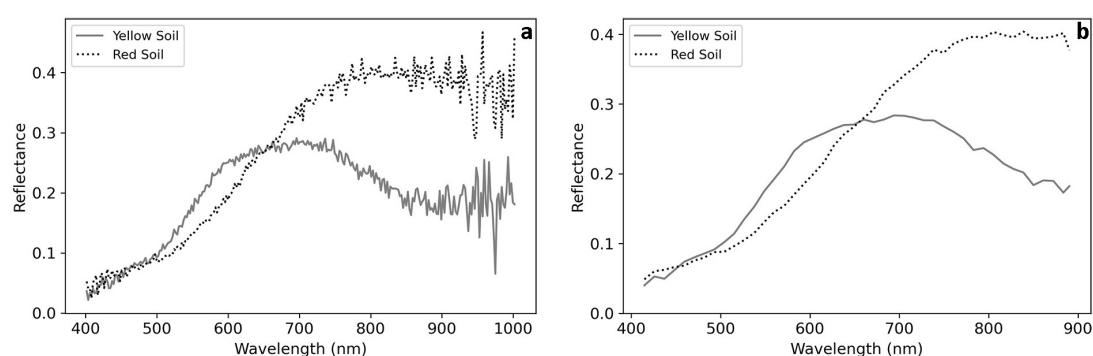 a
Yellow Soil
Red Soil
Reflectance
0.4
0.3
0.2
0.1
0.0
400 500 600 700 800 900 1000
Wavelength (nm)
b
Yellow Soil
Red Soil
Reflectance
0.4
0.3
0.2
0.1
0.0
400 500 600 700 800 900
Wavelength (nm)